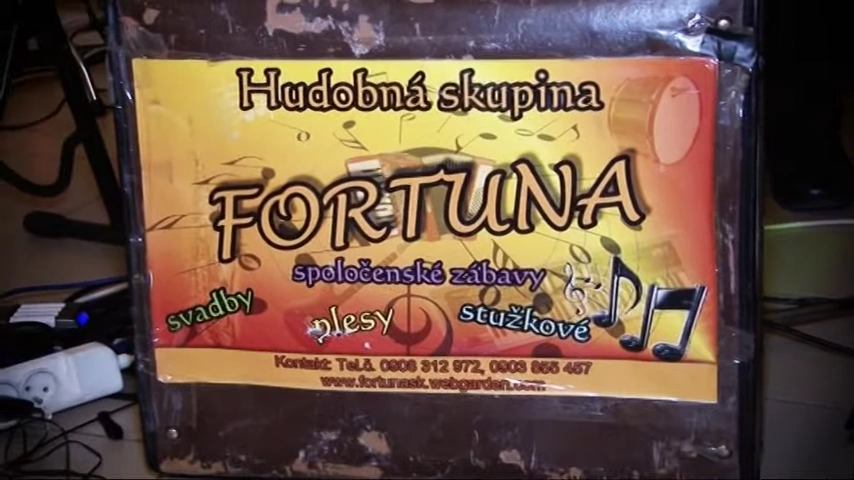 Hudobná skupina
FORTUNA
spoločenské zábavy
svadby
plesy
stužkové
Kontakt: Tel.č. 0908 312 972, 0903 855 457
www.fortunask.webgarden.com